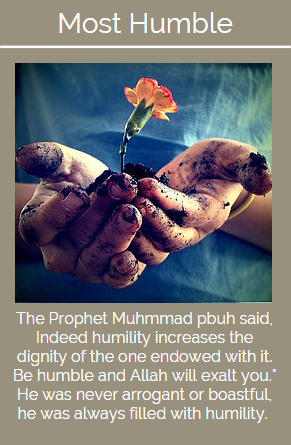 Most Humble
The Prophet Muhmmad pbuh said,
Indeed humility increases the
dignity of the one endowed with it.
Be humble and Allah will exalt you."
He was never arrogant or boastful,
he was always filled with humility.